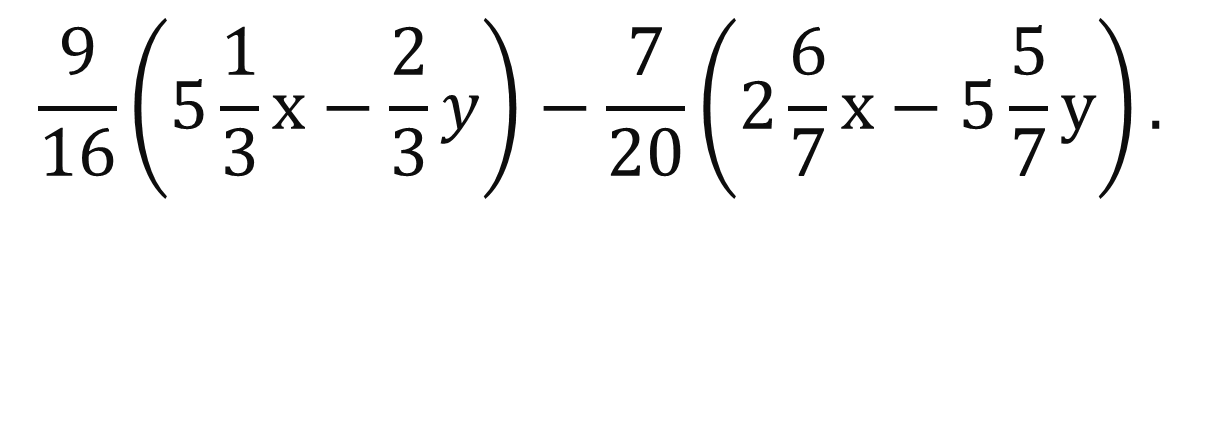 9/16 (5 1/3 x − 2/3 y) − 7/20 (2 6/7 x − 5 5/7 y).